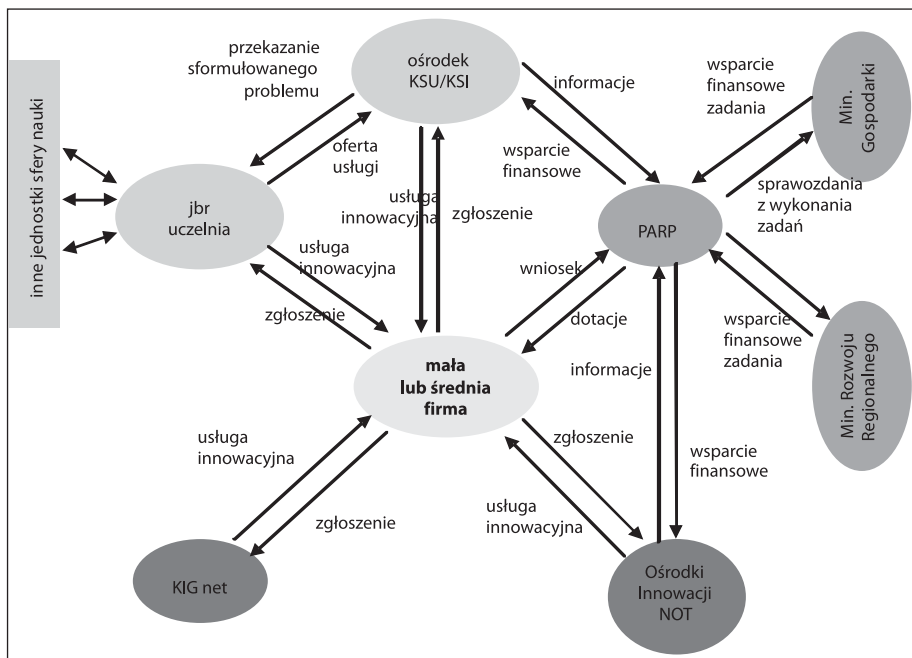 przekazanie
sformułowanego
problemu
ośrodek
KSU/KSI
informacje
wsparcie
finansowe
zadania
Min.
Gospodarki
inne jednostki sfery nauki
oferta
usługi
wsparcie
finansowe
sprawozdania
z wykonania
zadań
jbr
uczelnia
usługa
innowacyjna
zgłoszenie
PARP
usługa
innowacyjna
zgłoszenie
wniosek
dotacje
wsparcie
finansowe
zadania
Min. Rozwoju
Regionalnego
mała
lub średnia
firma
informacje
usługa
innowacyjna
zgłoszenie
zgłoszenie
wsparcie
finansowe
usługa
innowacyjna
KIG net
Ośrodki
Innowacji
NOT